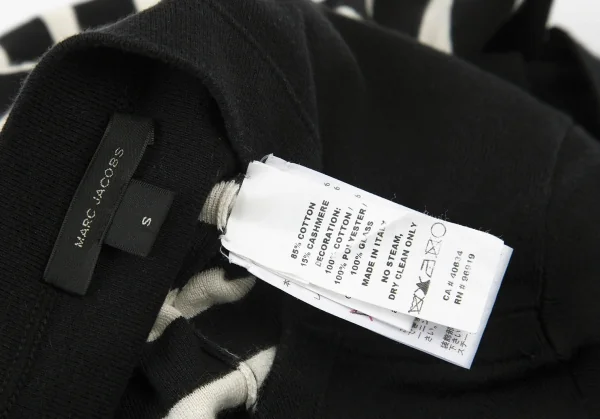 MARC JACOBS
S
85% COTTON
15% CASHMERE
DECORATION:
100% COTTON /
100% POLYESTER /
100% GLASS
MADE IN ITALY
NO STEAM,
DRY CLEAN ONLY
CA # 40634
RN # 96919